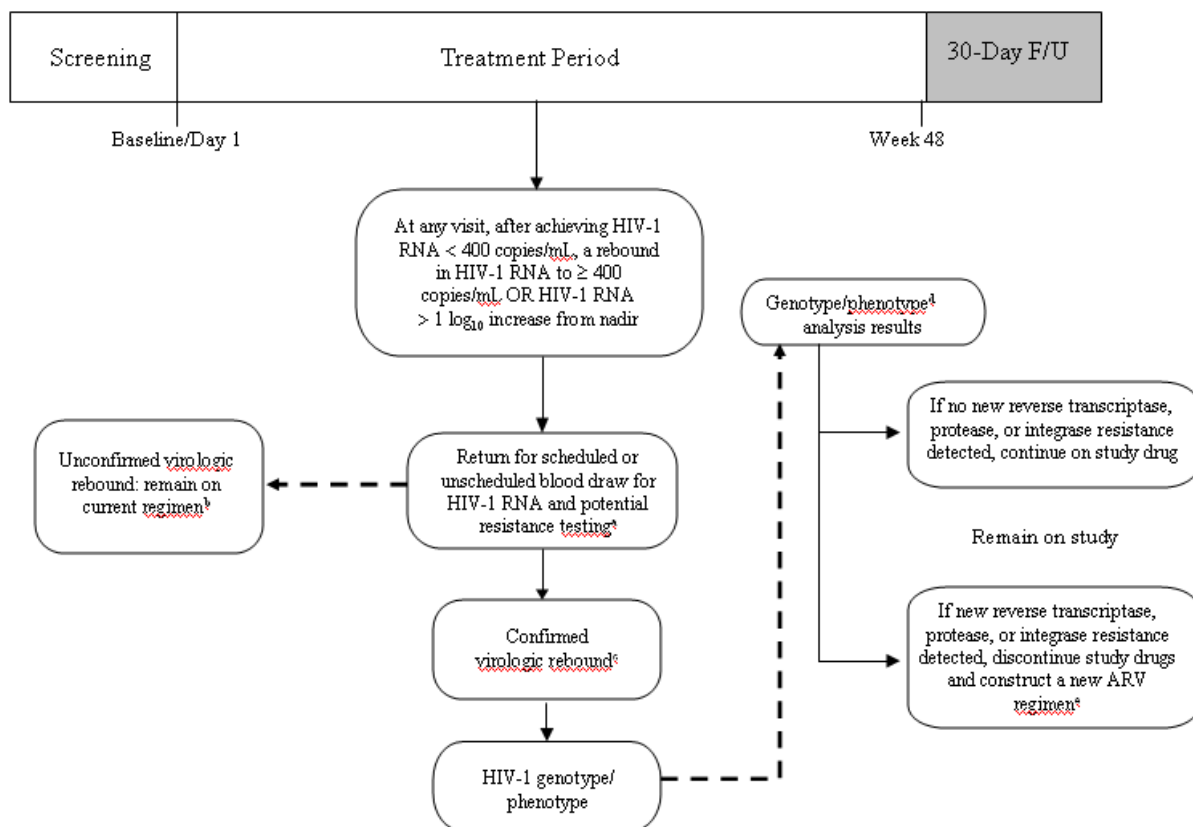 Screening
Treatment Period
30-Day F/U
Baseline/Day 1
Week 48
At any visit, after achieving HIV-1
RNA < 400 copies/mL, a rebound
in HIV-1 RNA to ≥ 400
copies/mL OR HIV-1 RNA
> 1 log₁₀ increase from nadir
Return for scheduled or
unscheduled blood draw for
HIV-1 RNA and potential
resistance testingᵃ
Unconfirmed virologic
rebound: remain on
current regimenᵇ
Confirmed
virologic reboundᶜ
HIV-1 genotype/
phenotype
Genotype/phenotypeᵈ
analysis results
If no new reverse transcriptase,
protease, or integrase resistance
detected, continue on study drug
Remain on study
If new reverse transcriptase,
protease, or integrase resistance
detected, discontinue study drugs
and construct a new ARV
regimenᵉ